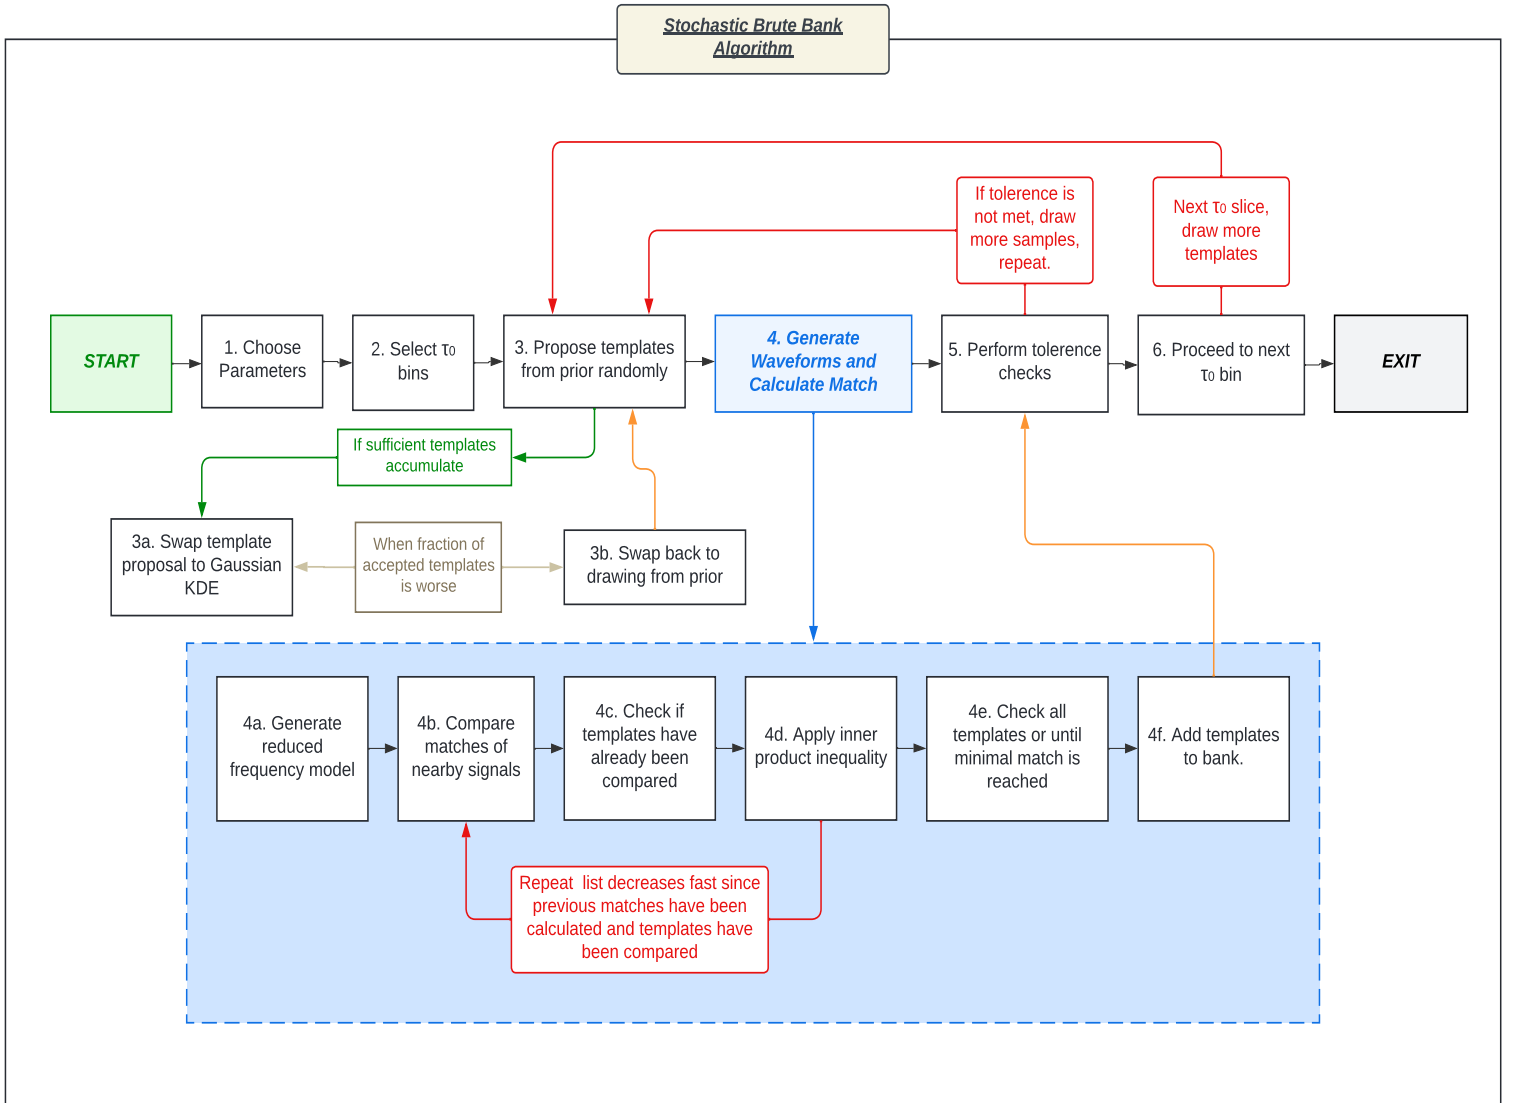 Stochastic Brute Bank
Algorithm
If tolerence is
not met, draw
more samples,
repeat.
Next τ₀ slice,
draw more
templates
START
1. Choose
Parameters
2. Select τ₀
bins
3. Propose templates
from prior randomly
4. Generate
Waveforms and
Calculate Match
5. Perform tolerence
checks
6. Proceed to next
τ₀ bin
EXIT
If sufficient templates
accumulate
3a. Swap template
proposal to Gaussian
KDE
When fraction of
accepted templates
is worse
3b. Swap back to
drawing from prior
4a. Generate
reduced
frequency model
4b. Compare
matches of
nearby signals
4c. Check if
templates have
already been
compared
4d. Apply inner
product inequality
4e. Check all
templates or until
minimal match is
reached
4f. Add templates
to bank.
Repeat  list decreases fast since
previous matches have been
calculated and templates have
been compared